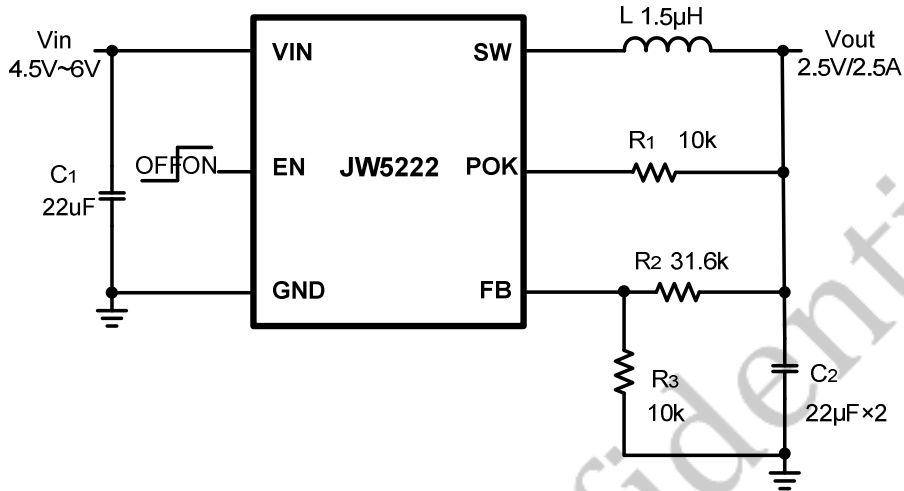 L 1.5µH
Vin
4.5V~6V
VIN
SW
Vout
2.5V/2.5A
R1 10k
C1
22uF
OFF ON
EN
JW5222
POK
R2 31.6k
GND
FB
R3
10k
C2
22µF×2